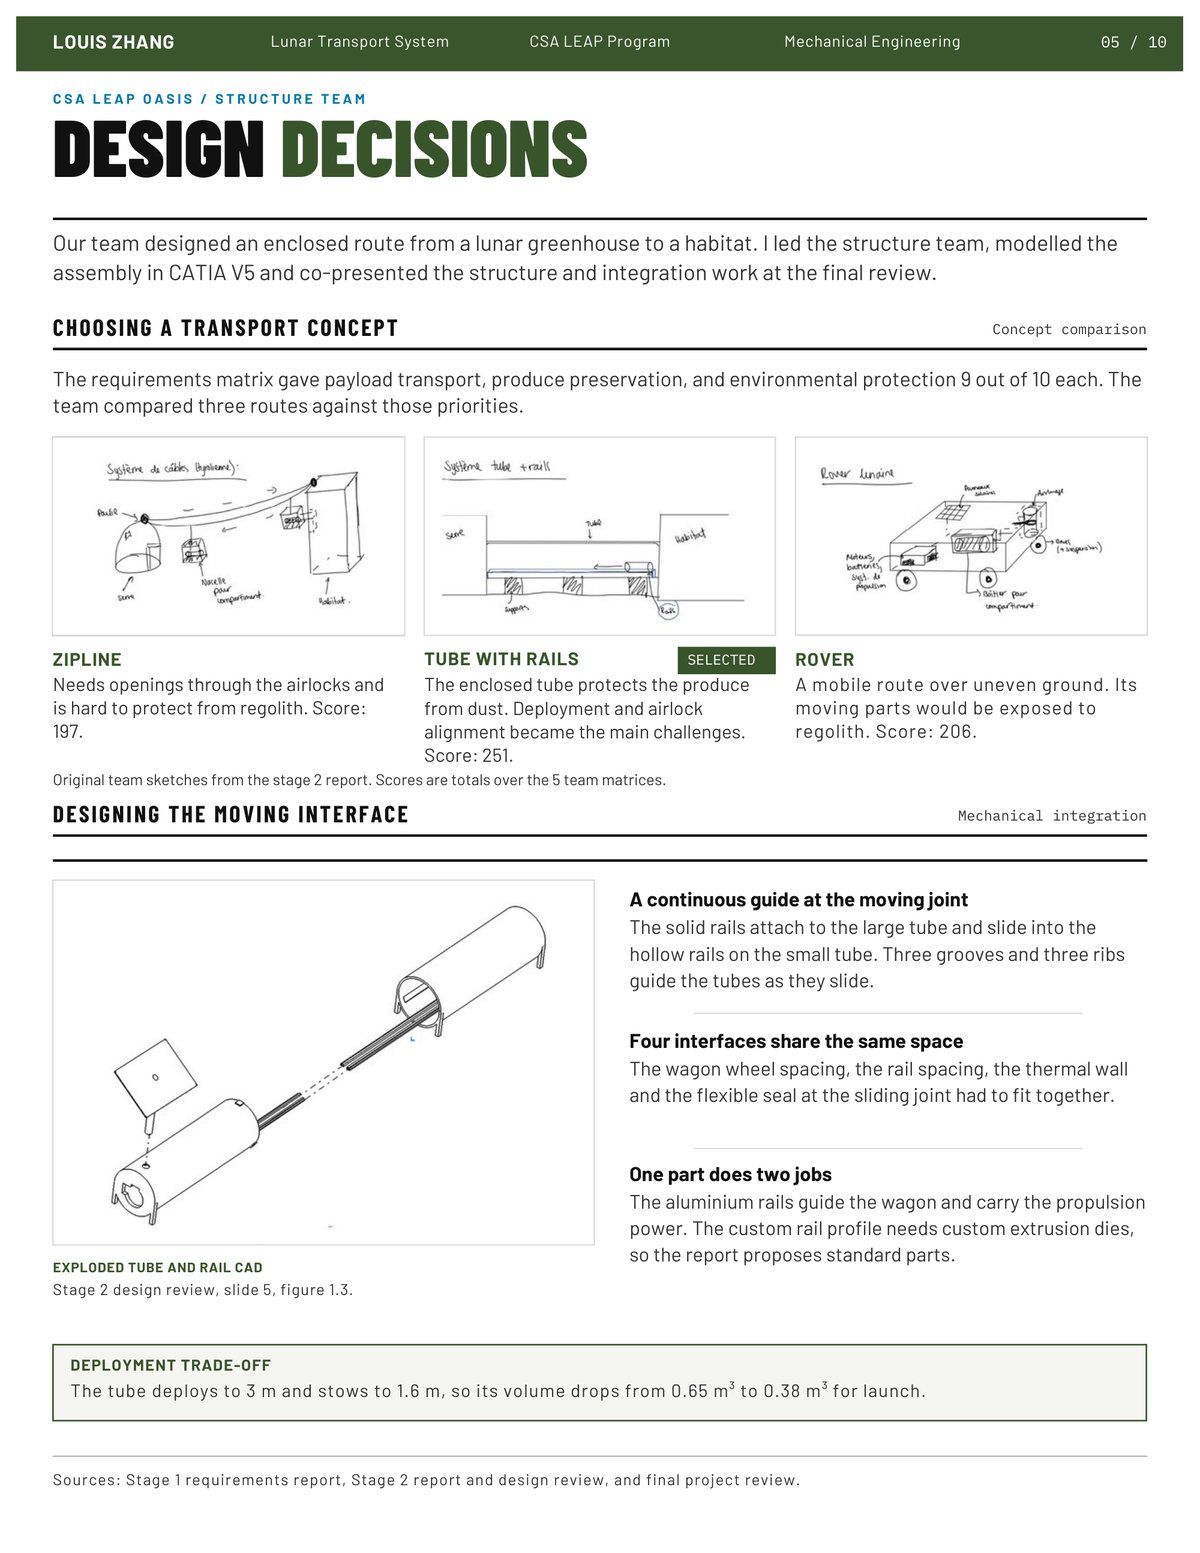 LOUIS ZHANG
Lunar Transport System
CSA LEAP Program
Mechanical Engineering
05 / 10
CSA LEAP OASIS / STRUCTURE TEAM
DESIGN DECISIONS
Our team designed an enclosed route from a lunar greenhouse to a habitat. I led the structure team, modelled the
assembly in CATIA V5 and co-presented the structure and integration work at the final review.
CHOOSING A TRANSPORT CONCEPT
Concept comparison
The requirements matrix gave payload transport, produce preservation, and environmental protection 9 out of 10 each. The
team compared three routes against those priorities.
Système de câbles (tyrolienne):
Poulie
Serre
Nacelle
pour
compartiment.
Habitat.
Système tube + rails
Serre
Tube
Habitat
Supports
Rails
Rover lunaire
Panneaux
solaires
Moteurs,
batteries,
syst. de
propulsion
Roues
(+ suspension)
Boîtier pour
compartiment.
ZIPLINE
Needs openings through the airlocks and
is hard to protect from regolith. Score:
197.
TUBE WITH RAILS
SELECTED
The enclosed tube protects the produce
from dust. Deployment and airlock
alignment became the main challenges.
Score: 251.
ROVER
A mobile route over uneven ground. Its
moving parts would be exposed to
regolith. Score: 206.
Original team sketches from the stage 2 report. Scores are totals over the 5 team matrices.
DESIGNING THE MOVING INTERFACE
Mechanical integration
A continuous guide at the moving joint
The solid rails attach to the large tube and slide into the
hollow rails on the small tube. Three grooves and three ribs
guide the tubes as they slide.
Four interfaces share the same space
The wagon wheel spacing, the rail spacing, the thermal wall
and the flexible seal at the sliding joint had to fit together.
One part does two jobs
The aluminium rails guide the wagon and carry the propulsion
power. The custom rail profile needs custom extrusion dies,
so the report proposes standard parts.
EXPLODED TUBE AND RAIL CAD
Stage 2 design review, slide 5, figure 1.3.
DEPLOYMENT TRADE-OFF
The tube deploys to 3 m and stows to 1.6 m, so its volume drops from 0.65 m³ to 0.38 m³ for launch.
Sources: Stage 1 requirements report, Stage 2 report and design review, and final project review.